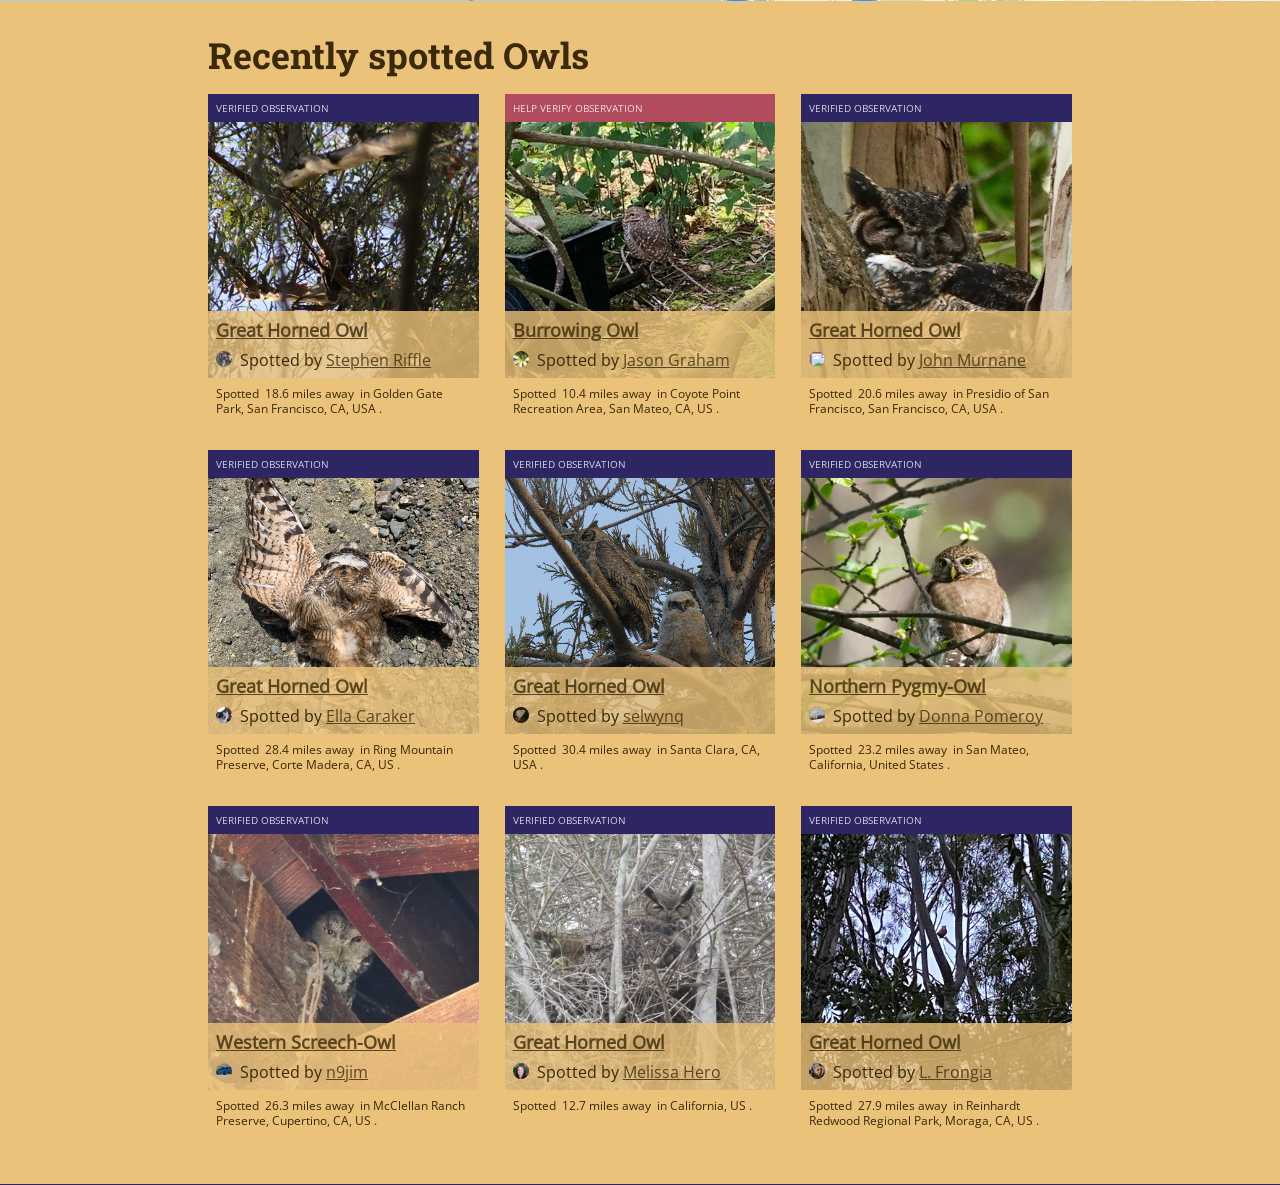 Recently spotted Owls
VERIFIED OBSERVATION
Great Horned Owl
Spotted by Stephen Riffle
Spotted 18.6 miles away in Golden Gate
Park, San Francisco, CA, USA .
HELP VERIFY OBSERVATION
Burrowing Owl
Spotted by Jason Graham
Spotted 10.4 miles away in Coyote Point
Recreation Area, San Mateo, CA, US .
VERIFIED OBSERVATION
Great Horned Owl
Spotted by John Murnane
Spotted 20.6 miles away in Presidio of San
Francisco, San Francisco, CA, USA .
VERIFIED OBSERVATION
Great Horned Owl
Spotted by Ella Caraker
Spotted 28.4 miles away in Ring Mountain
Preserve, Corte Madera, CA, US .
VERIFIED OBSERVATION
Great Horned Owl
Spotted by selwynq
Spotted 30.4 miles away in Santa Clara, CA,
USA .
VERIFIED OBSERVATION
Northern Pygmy-Owl
Spotted by Donna Pomeroy
Spotted 23.2 miles away in San Mateo,
California, United States .
VERIFIED OBSERVATION
Western Screech-Owl
Spotted by n9jim
Spotted 26.3 miles away in McClellan Ranch
Preserve, Cupertino, CA, US .
VERIFIED OBSERVATION
Great Horned Owl
Spotted by Melissa Hero
Spotted 12.7 miles away in California, US .
VERIFIED OBSERVATION
Great Horned Owl
Spotted by L. Frongia
Spotted 27.9 miles away in Reinhardt
Redwood Regional Park, Moraga, CA, US .